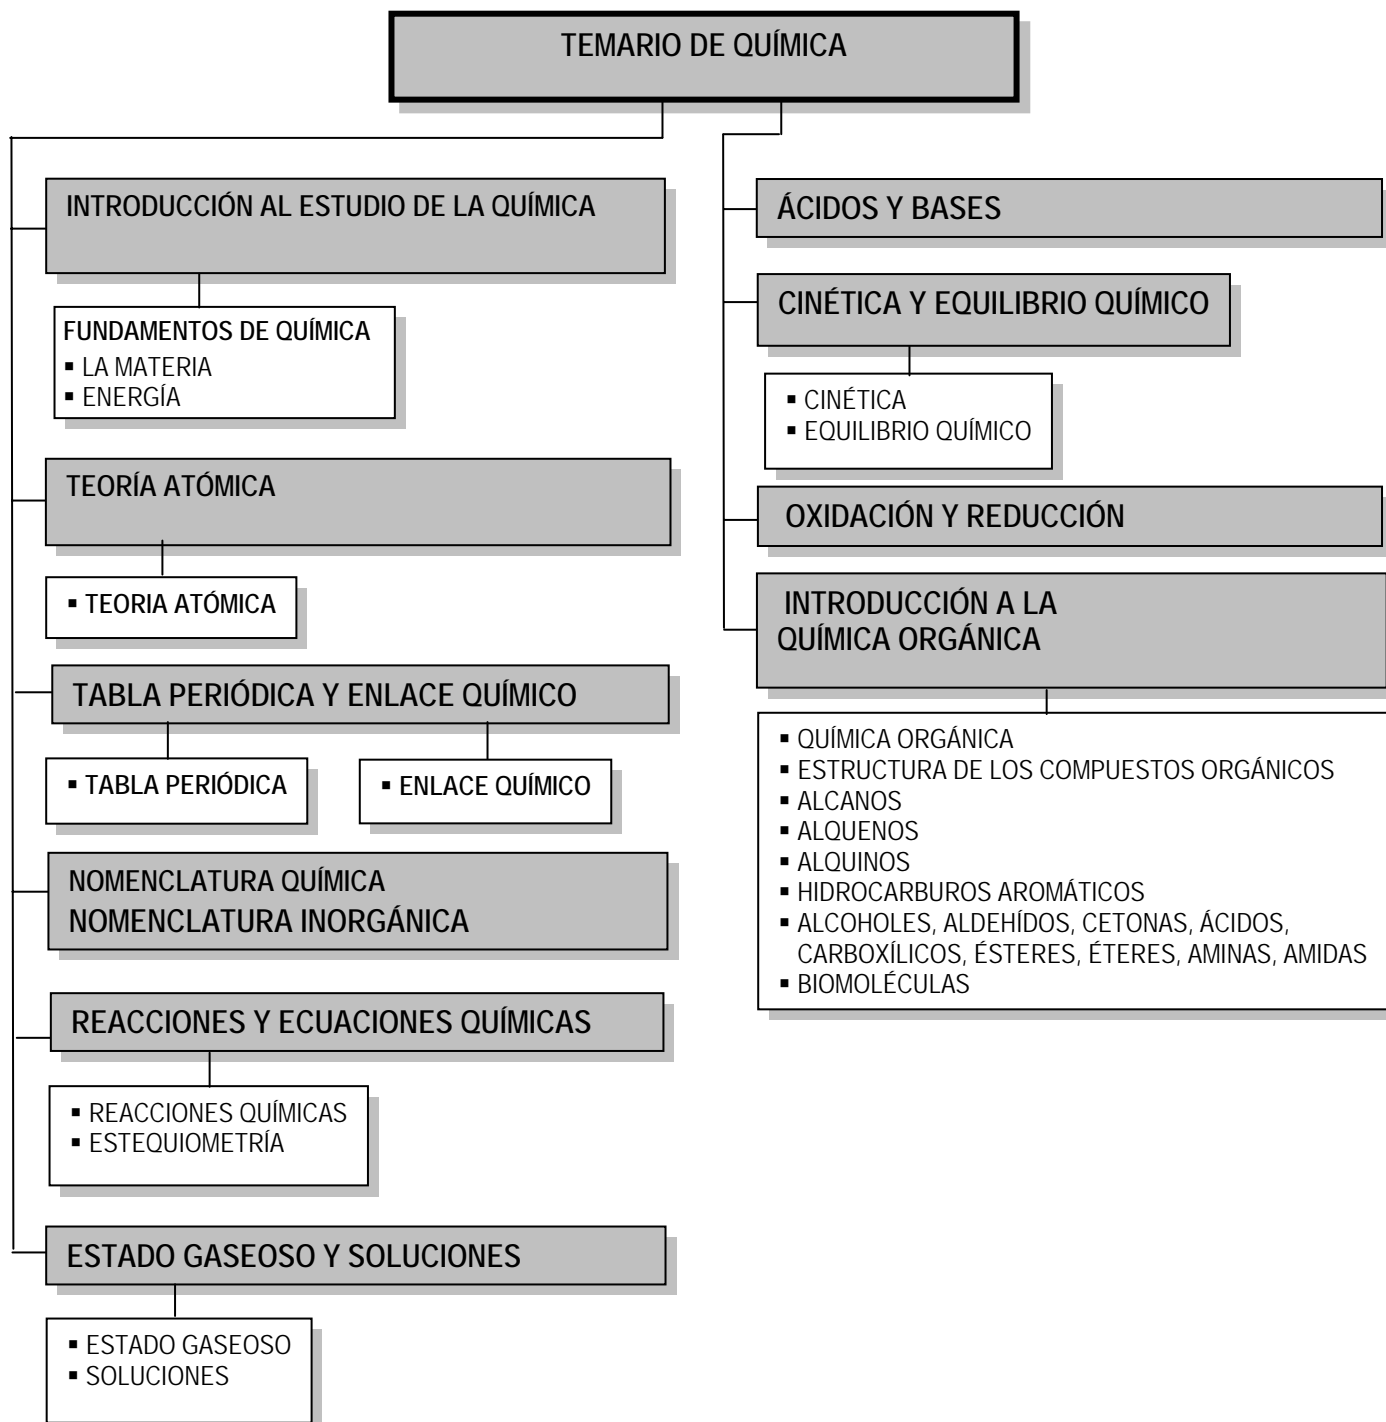 TEMARIO DE QUÍMICA
INTRODUCCIÓN AL ESTUDIO DE LA QUÍMICA
FUNDAMENTOS DE QUÍMICA
▪ LA MATERIA
▪ ENERGÍA
TEORÍA ATÓMICA
▪ TEORIA ATÓMICA
TABLA PERIÓDICA Y ENLACE QUÍMICO
▪ TABLA PERIÓDICA
▪ ENLACE QUÍMICO
NOMENCLATURA QUÍMICA
NOMENCLATURA INORGÁNICA
REACCIONES Y ECUACIONES QUÍMICAS
▪ REACCIONES QUÍMICAS
▪ ESTEQUIOMETRÍA
ESTADO GASEOSO Y SOLUCIONES
▪ ESTADO GASEOSO
▪ SOLUCIONES
ÁCIDOS Y BASES
CINÉTICA Y EQUILIBRIO QUÍMICO
▪ CINÉTICA
▪ EQUILIBRIO QUÍMICO
OXIDACIÓN Y REDUCCIÓN
INTRODUCCIÓN A LA
QUÍMICA ORGÁNICA
▪ QUÍMICA ORGÁNICA
▪ ESTRUCTURA DE LOS COMPUESTOS ORGÁNICOS
▪ ALCANOS
▪ ALQUENOS
▪ ALQUINOS
▪ HIDROCARBUROS AROMÁTICOS
▪ ALCOHOLES, ALDEHÍDOS, CETONAS, ÁCIDOS,
CARBOXÍLICOS, ÉSTERES, ÉTERES, AMINAS, AMIDAS
▪ BIOMOLÉCULAS